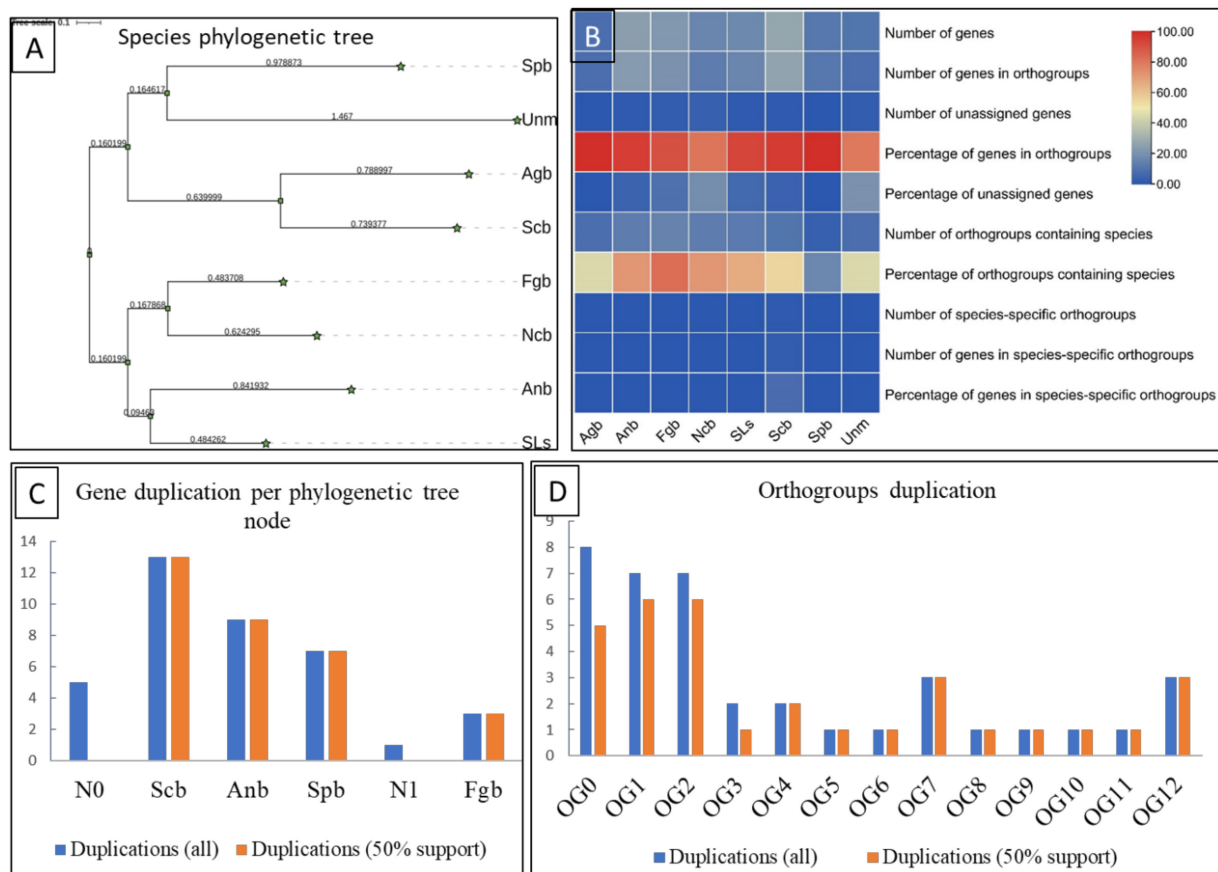 Tree scale: 0.1
A
Species phylogenetic tree
0.978873
Spb
0.164617
1.467
Unm
0.160199
0.788997
Agb
0.639999
0.739377
Scb
0
0.483708
Fgb
0.167868
0.624295
Ncb
0.160199
0.841932
Anb
0.09463
0.484262
SLs
B
Number of genes
Number of genes in orthogroups
Number of unassigned genes
Percentage of genes in orthogroups
Percentage of unassigned genes
Number of orthogroups containing species
Percentage of orthogroups containing species
Number of species-specific orthogroups
Number of genes in species-specific orthogroups
Percentage of genes in species-specific orthogroups
100.00
80.00
60.00
40.00
20.00
0.00
Agb Anb Fgb Ncb SLs Scb Spb Unm
C
Gene duplication per phylogenetic tree
node
14
12
10
8
6
4
2
0
N0 Scb Anb Spb N1 Fgb
Duplications (all) Duplications (50% support)
D
Orthogroups duplication
9
8
7
6
5
4
3
2
1
0
OG0 OG1 OG2 OG3 OG4 OG5 OG6 OG7 OG8 OG9 OG10 OG11 OG12
Duplications (all) Duplications (50% support)